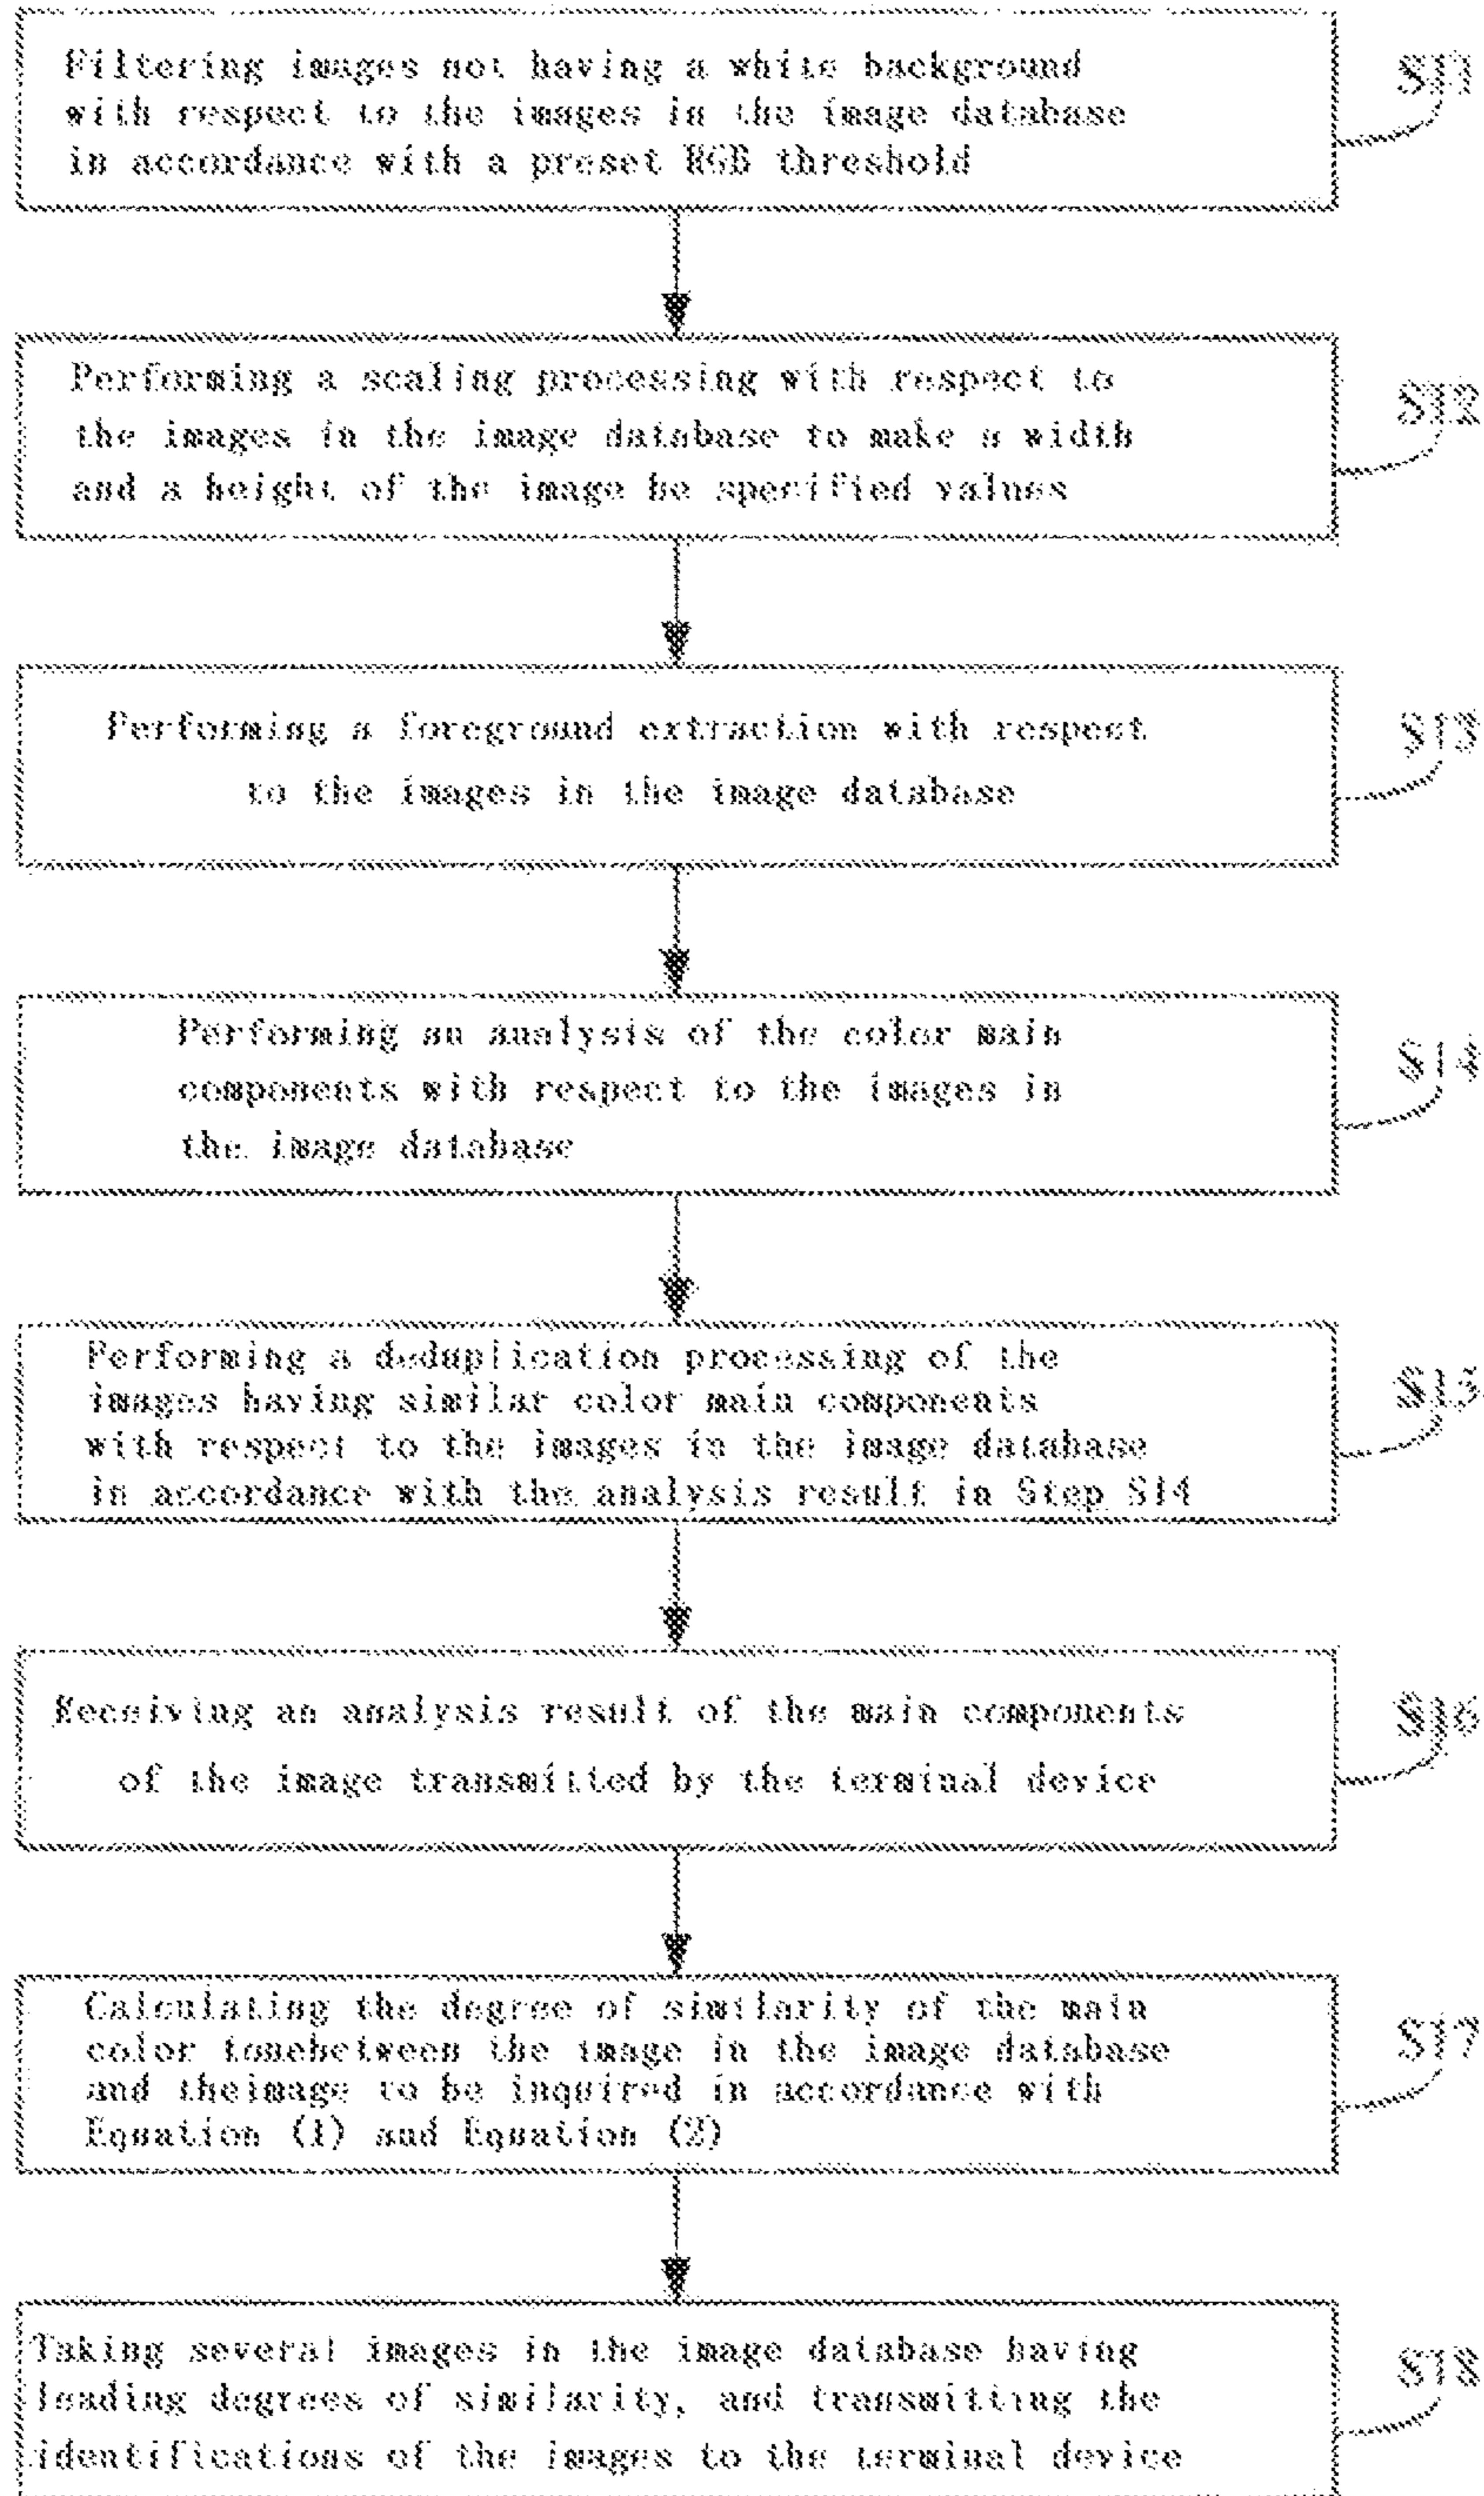 Filtering images not having a white background
with respect to the images in the image database
in accordance with a preset RGB threshold
S11
Performing a scaling processing with respect to
the images in the image database to make a width
and a height of the image be specified values
S12
Performing a foreground extraction with respect
to the images in the image database
S13
Performing an analysis of the color main
components with respect to the images in
the image database
S14
Performing a deduplication processing of the
images having similar color main components
with respect to the images in the image database
in accordance with the analysis result in Step S14
S15
Receiving an analysis result of the main components
of the image transmitted by the terminal device
S16
Calculating the degree of similarity of the main
color tonebetween the image in the image database
and theimage to be inquired in accordance with
Equation (1) and Equation (2)
S17
Taking several images in the image database having
leading degrees of similarity, and transmitting the
identifications of the images to the terminal device
S18